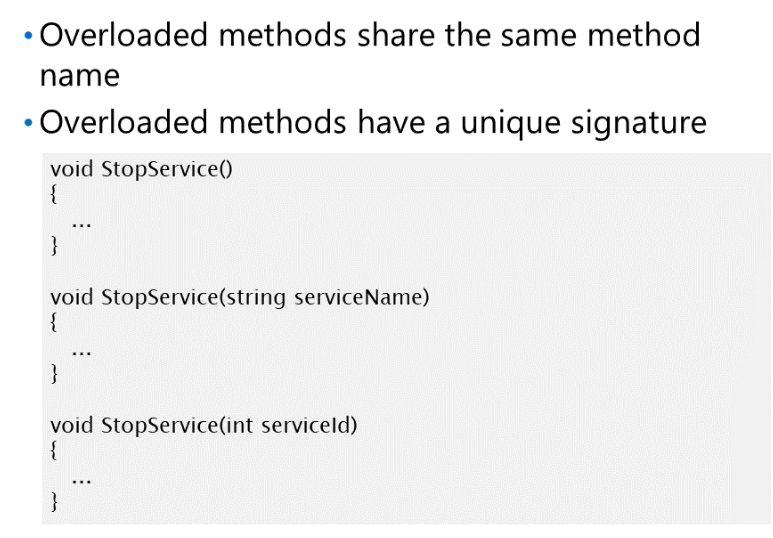 • Overloaded methods share the same method
name
• Overloaded methods have a unique signature
void StopService()
{
...
}
void StopService(string serviceName)
{
...
}
void StopService(int serviceId)
{
...
}